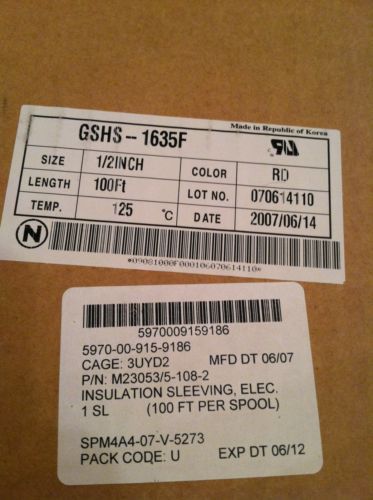 Made in Republic of Korea
GSHS--1635F
SIZE 1/2INCH COLOR RD
LENGTH 100Ft LOT NO. 070614110
TEMP. 125 °C DATE 2007/06/14
N
*09081000F000106070614110*
5970009159186
5970-00-915-9186
CAGE: 3UYD2 MFD DT 06/07
P/N: M23053/5-108-2
INSULATION SLEEVING, ELEC.
1 SL (100 FT PER SPOOL)
SPM4A4-07-V-5273
PACK CODE: U EXP DT 06/12